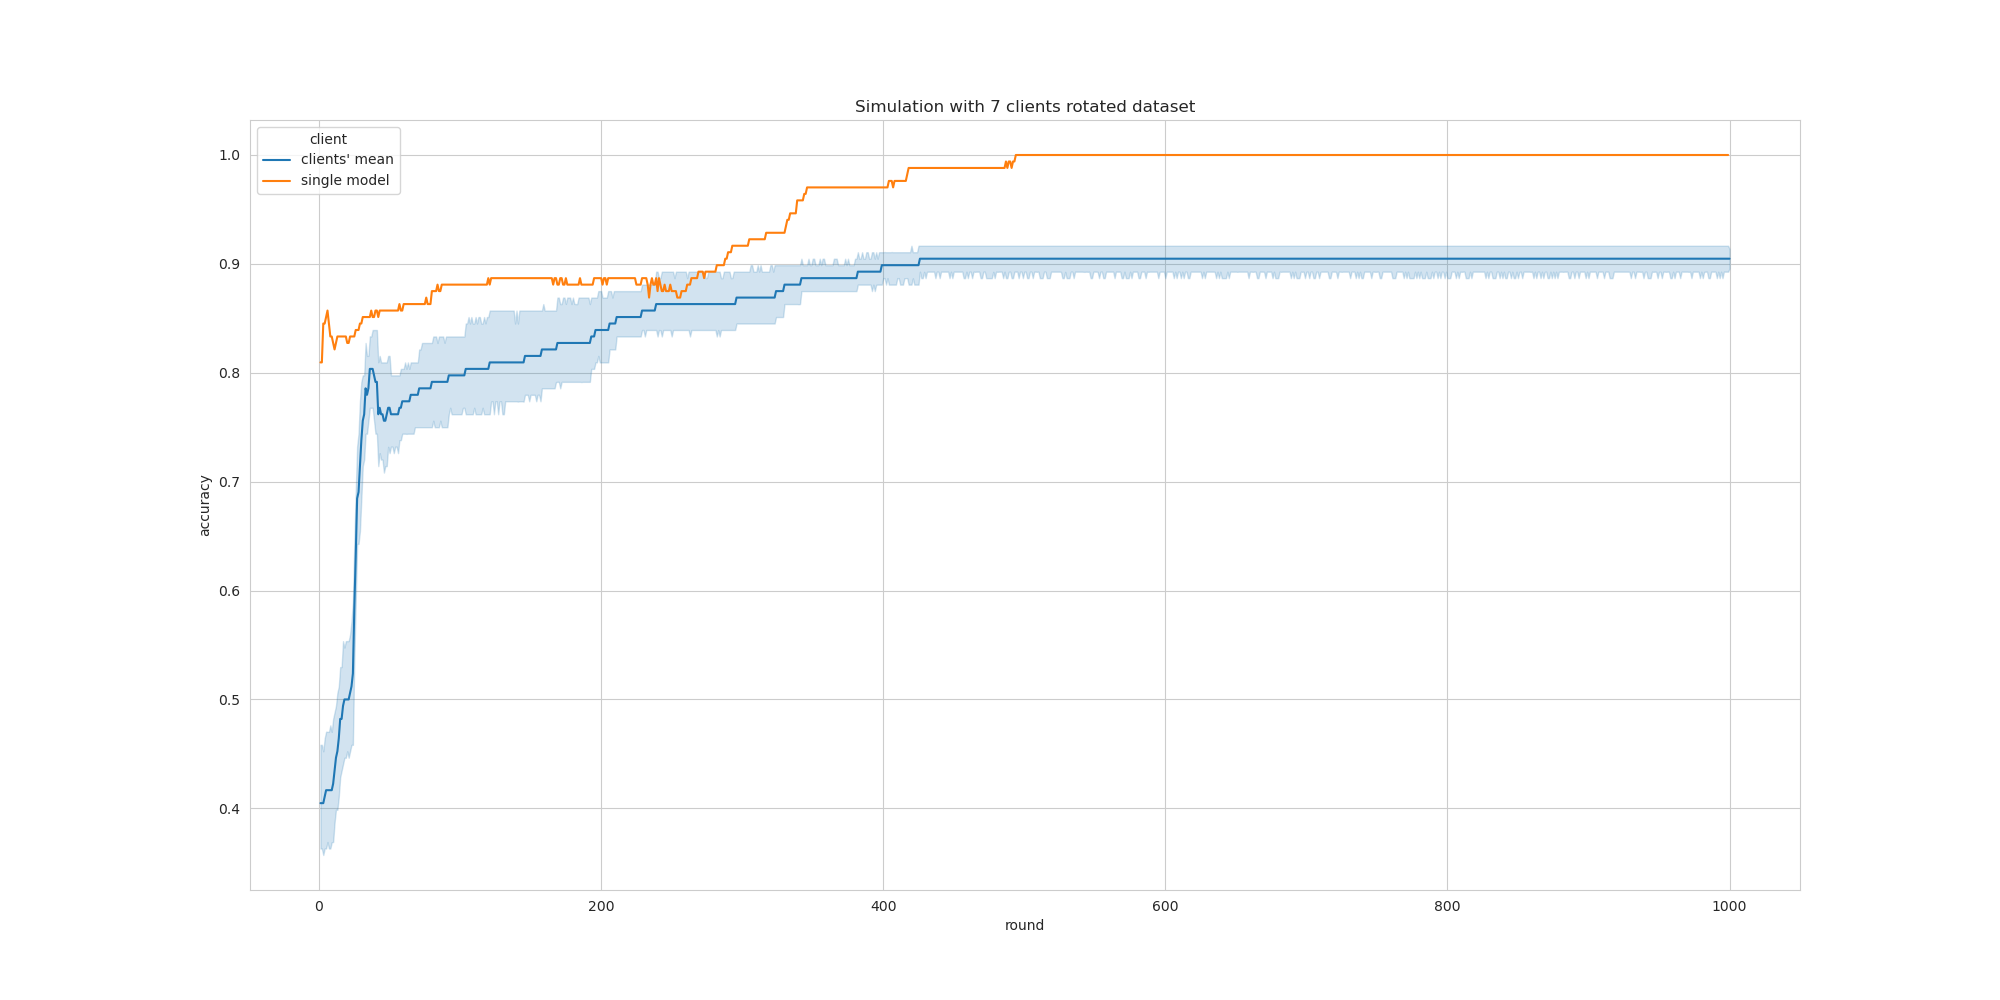 Simulation with 7 clients rotated dataset
client
clients' mean
single model
accuracy
1.0
0.9
0.8
0.7
0.6
0.5
0.4
0 200 400 600 800 1000
round